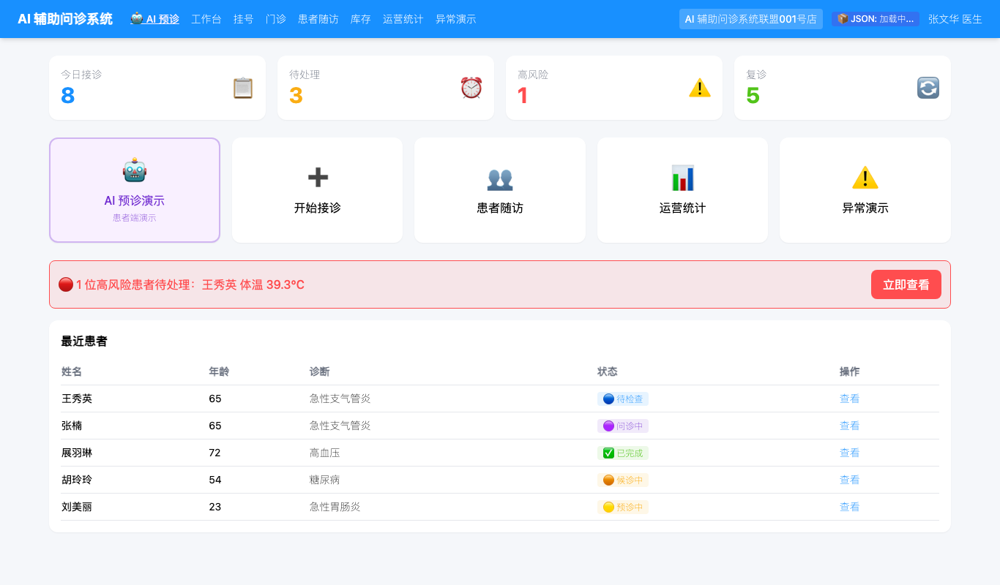 AI 辅助问诊系统 AI 预诊 工作台 挂号 门诊 患者随访 库存 运营统计 异常演示 AI 辅助问诊系统联盟001号店 JSON: 加载中... 张文华 医生
今日接诊 待处理 高风险 复诊
8 3 1 5
AI 预诊演示
患者端演示
开始接诊 患者随访 运营统计 异常演示
1 位高风险患者待处理：王秀英 体温 39.3°C 立即查看
最近患者
姓名 年龄 诊断 状态 操作
王秀英 65 急性支气管炎 待检查 查看
张楠 65 急性支气管炎 问诊中 查看
展羽琳 72 高血压 已完成 查看
胡玲玲 54 糖尿病 候诊中 查看
刘美丽 23 急性胃肠炎 预诊中 查看